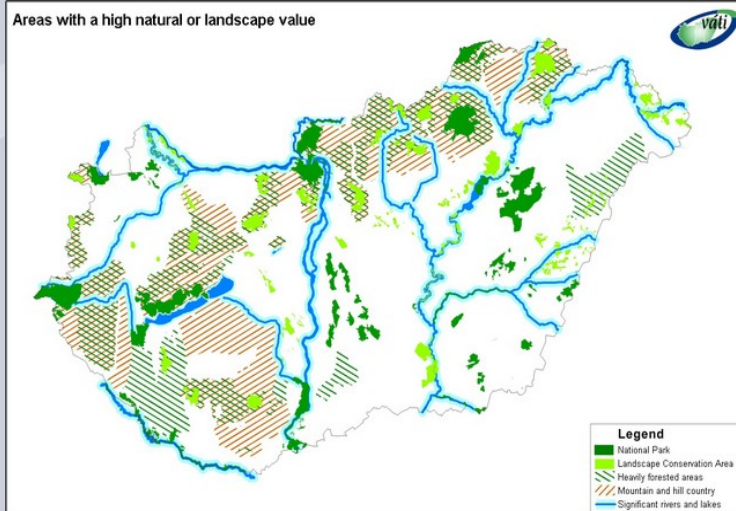 Areas with a high natural or landscape value
váti
Legend
National Park
Landscape Conservation Area
Heavily forested areas
Mountain and hill country
Significant rivers and lakes